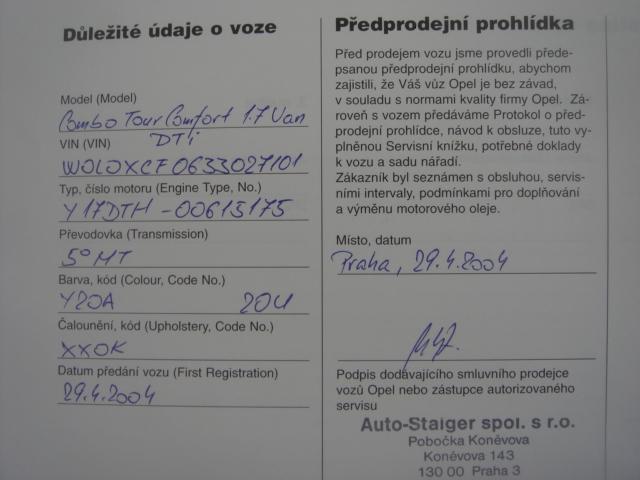 Důležité údaje o voze
Model (Model)
Combo Tour Comfort 1.7 Van
DTi
VIN (VIN)
W0L0XCF0633027101
Typ, číslo motoru (Engine Type, No.)
Y17DTH - 00615175
Převodovka (Transmission)
5° MT
Barva, kód (Colour, Code No.)
Y20A 20U
Čalounění, kód (Upholstery, Code No.)
XXOK
Datum předání vozu (First Registration)
29.4.2004
Předprodejní prohlídka
Před prodejem vozu jsme provedli přede-
psanou předprodejní prohlídku, abychom
zajistili, že Váš vůz Opel je bez závad,
v souladu s normami kvality firmy Opel. Zá-
roveň s vozem předáváme Protokol o před-
prodejní prohlídce, návod k obsluze, tuto vy-
plněnou Servisní knížku, potřebné doklady
k vozu a sadu nářadí.
Zákazník byl seznámen s obsluhou, servis-
ními intervaly, podmínkami pro doplňování
a výměnu motorového oleje.
Místo, datum
Praha, 29.4.2004
Podpis dodávajícího smluvního prodejce
vozů Opel nebo zástupce autorizovaného
servisu
Auto-Staiger spol. s r.o.
Pobočka Koněvova
Koněvova 143
130 00 Praha 3